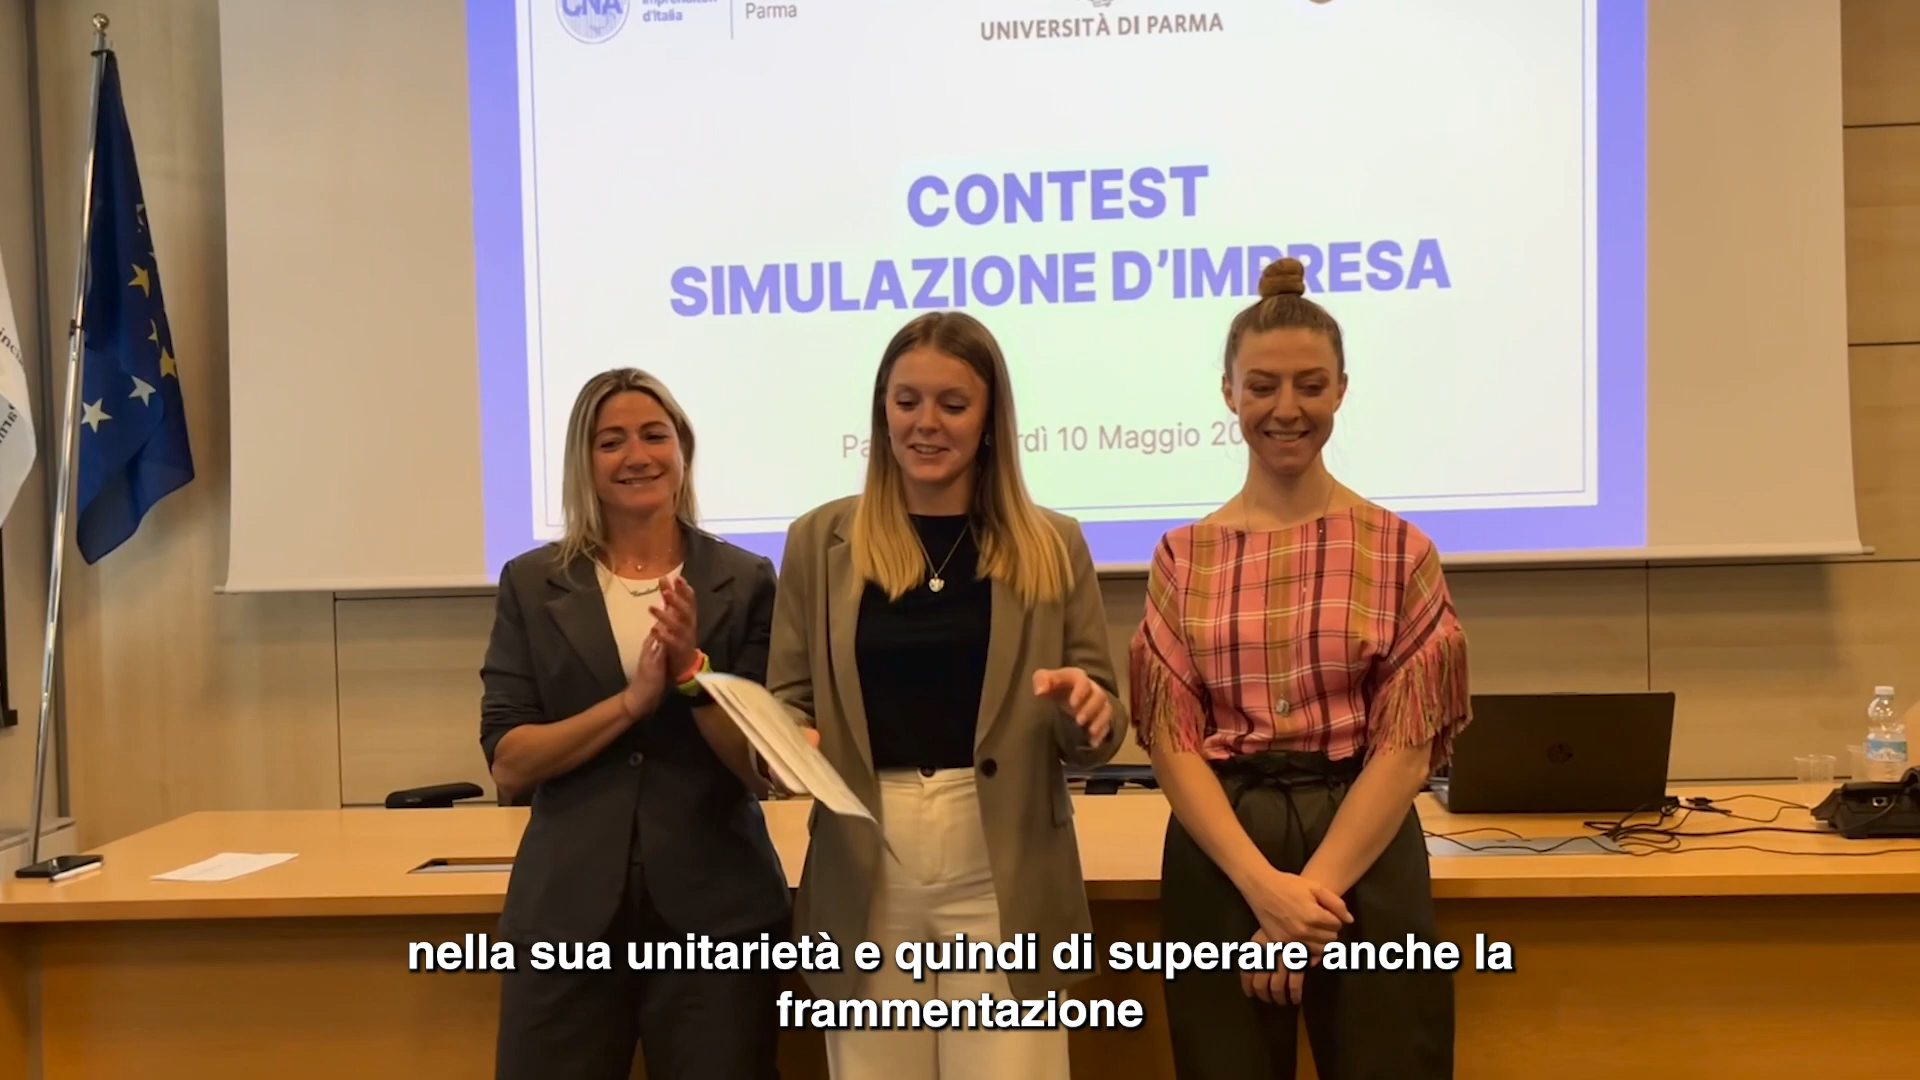 CNA
d'Italia
Parma
UNIVERSITÀ DI PARMA
CONTEST
SIMULAZIONE D'IMPRESA
10 Maggio
nella sua unitarietà e quindi di superare anche la
frammentazione